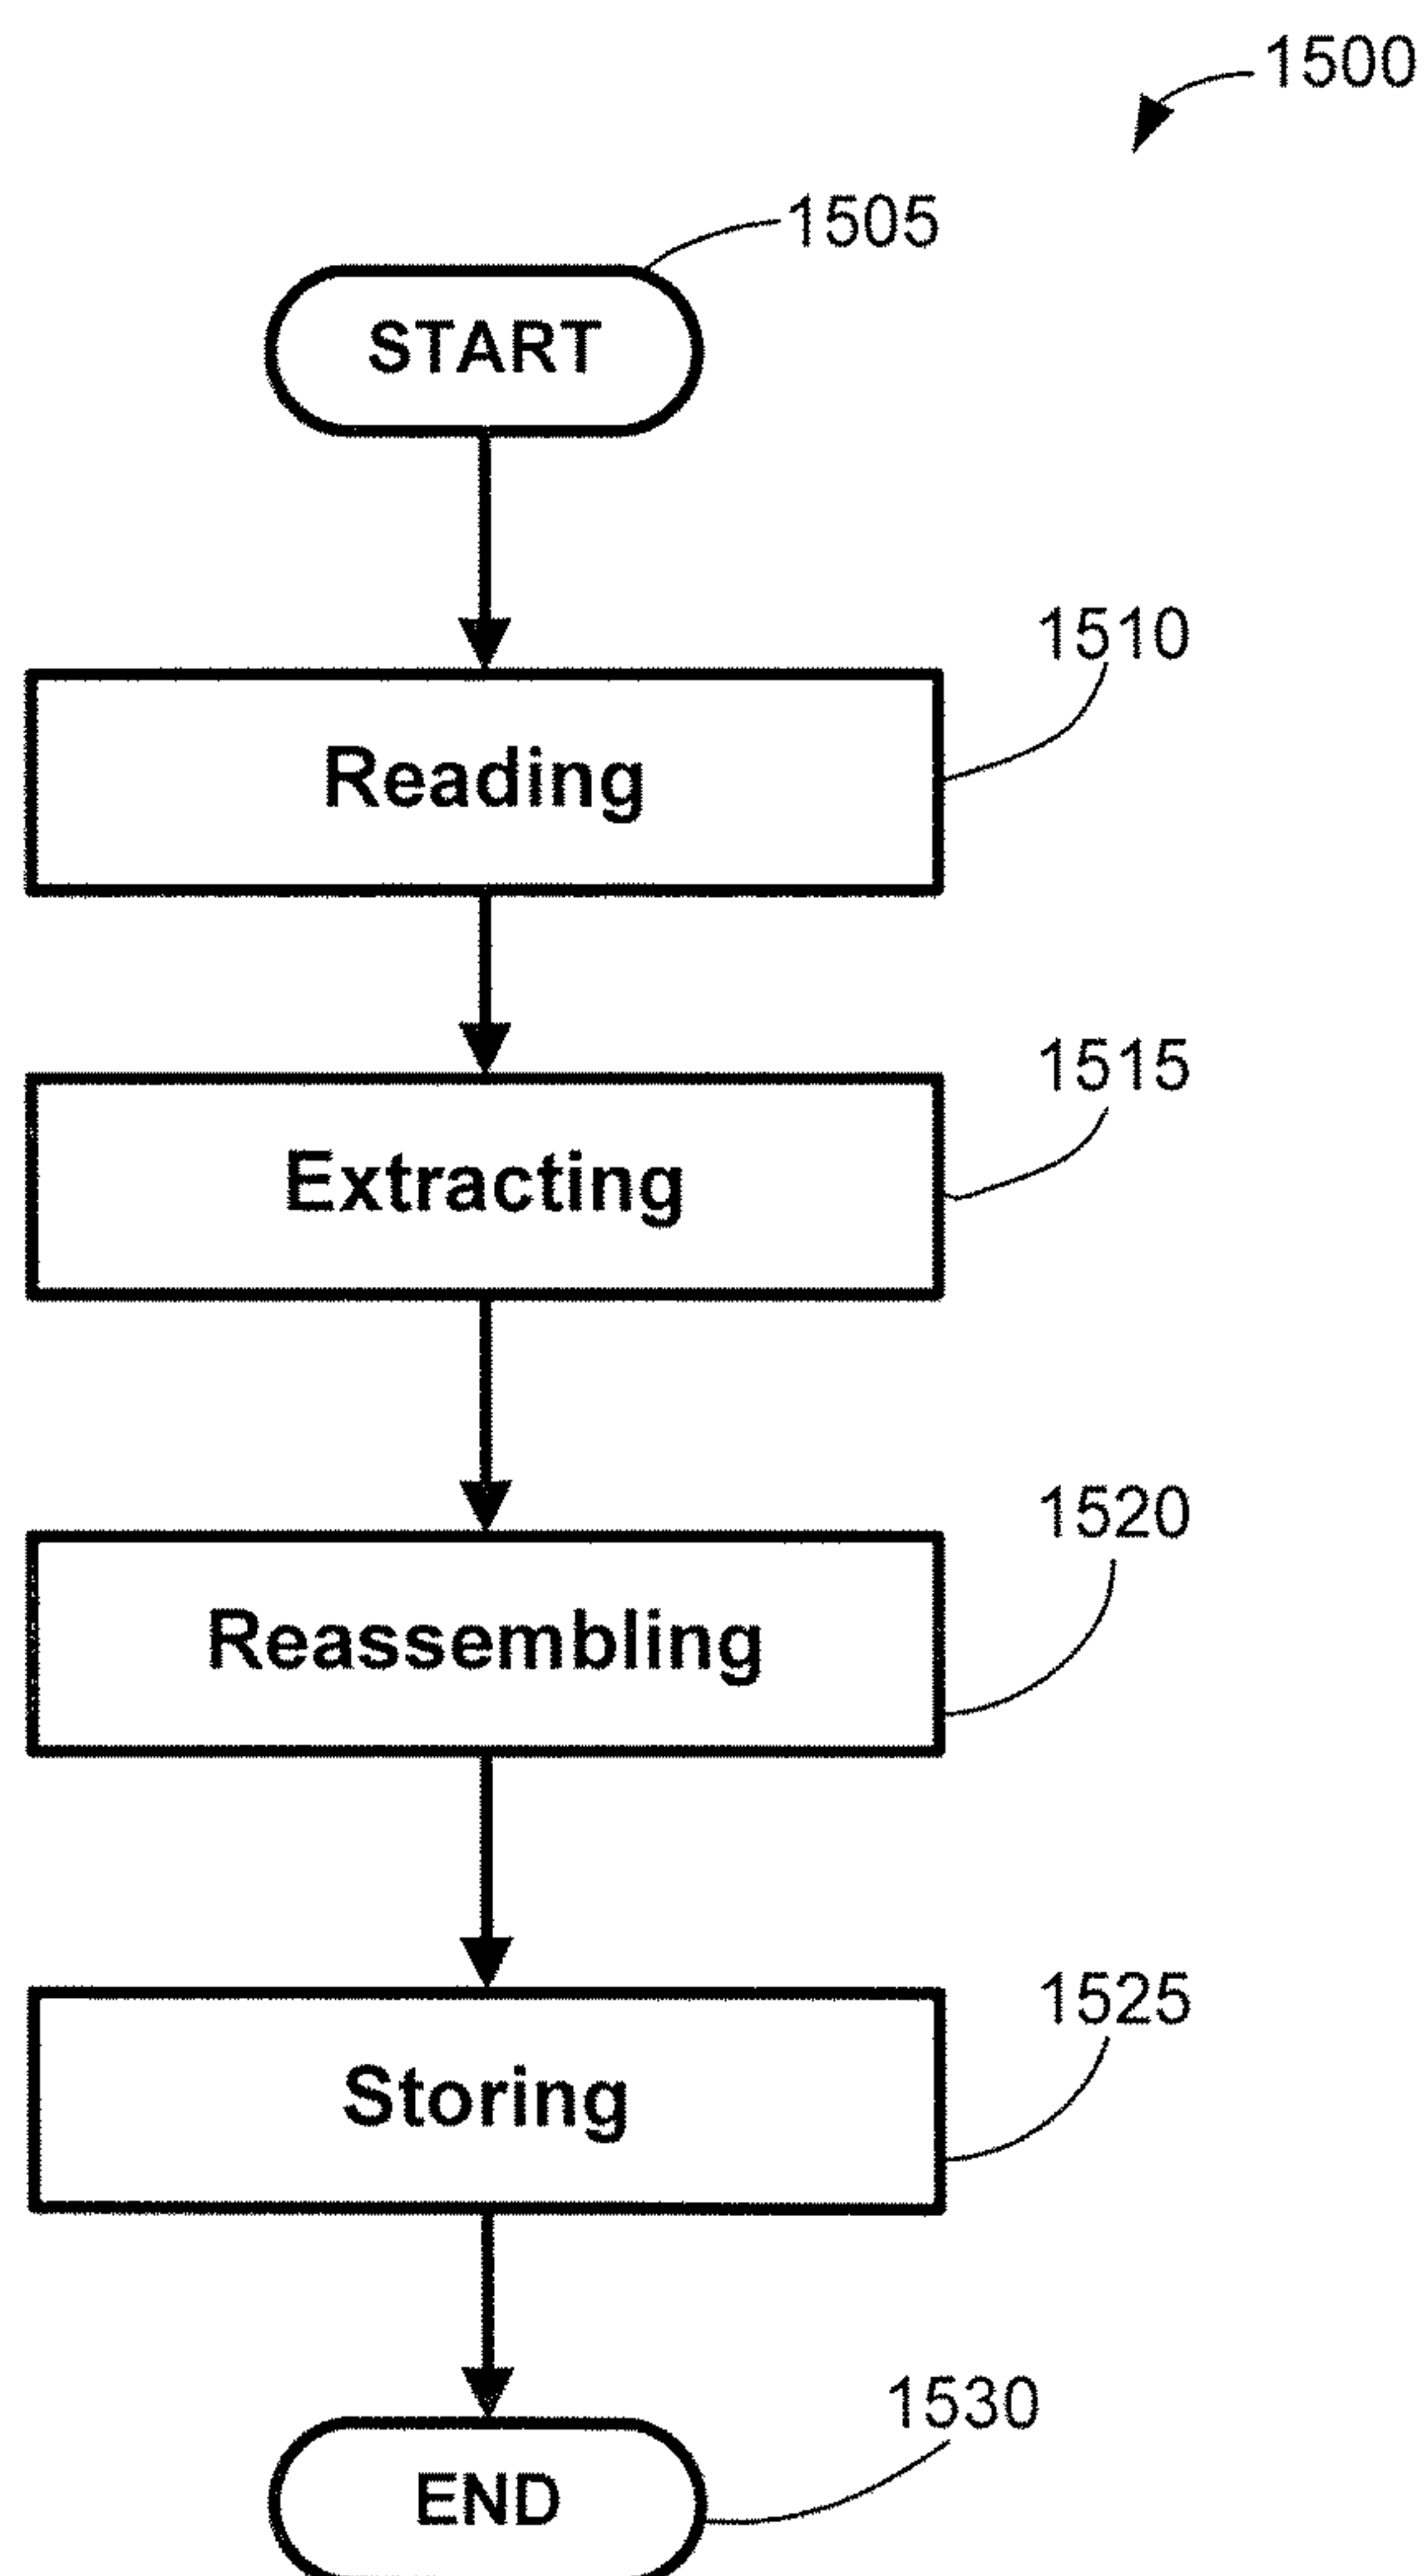 1500
1505
START
1510
Reading
1515
Extracting
1520
Reassembling
1525
Storing
1530
END